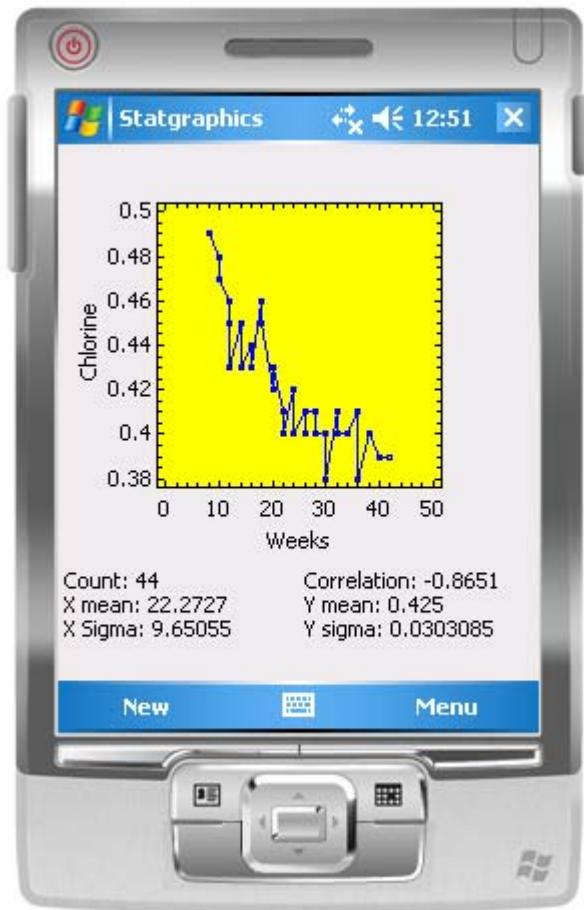 Statgraphics 12:51
0.5
0.48
0.46
0.44
0.42
0.4
0.38
Chlorine
0 10 20 30 40 50
Weeks
Count: 44 Correlation: -0.8651
X mean: 22.2727 Y mean: 0.425
X Sigma: 9.65055 Y sigma: 0.0303085
New Menu